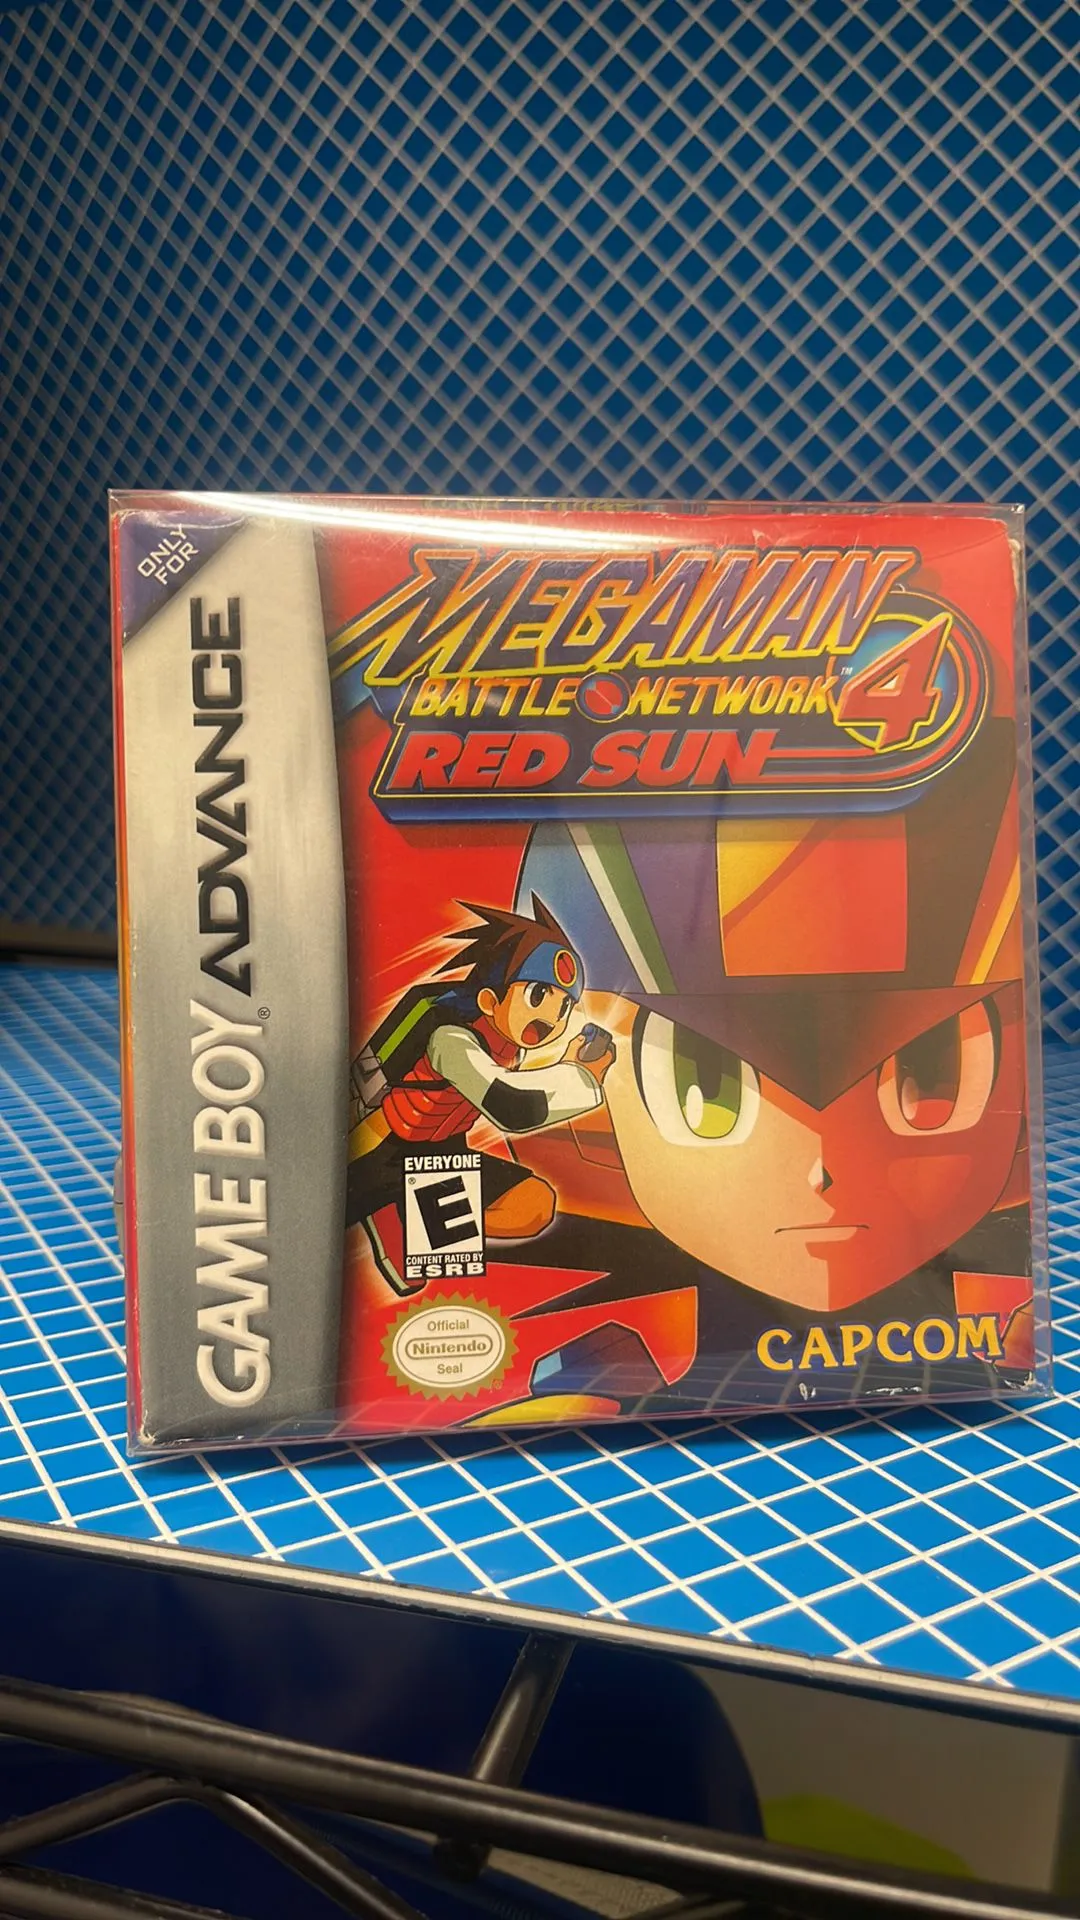 ONLY
FOR
GAME BOY ADVANCE
®
MEGAMAN
BATTLE NETWORK 4
™
RED SUN
EVERYONE
E
®
CONTENT RATED BY
ESRB
Official
Nintendo
Seal
CAPCOM